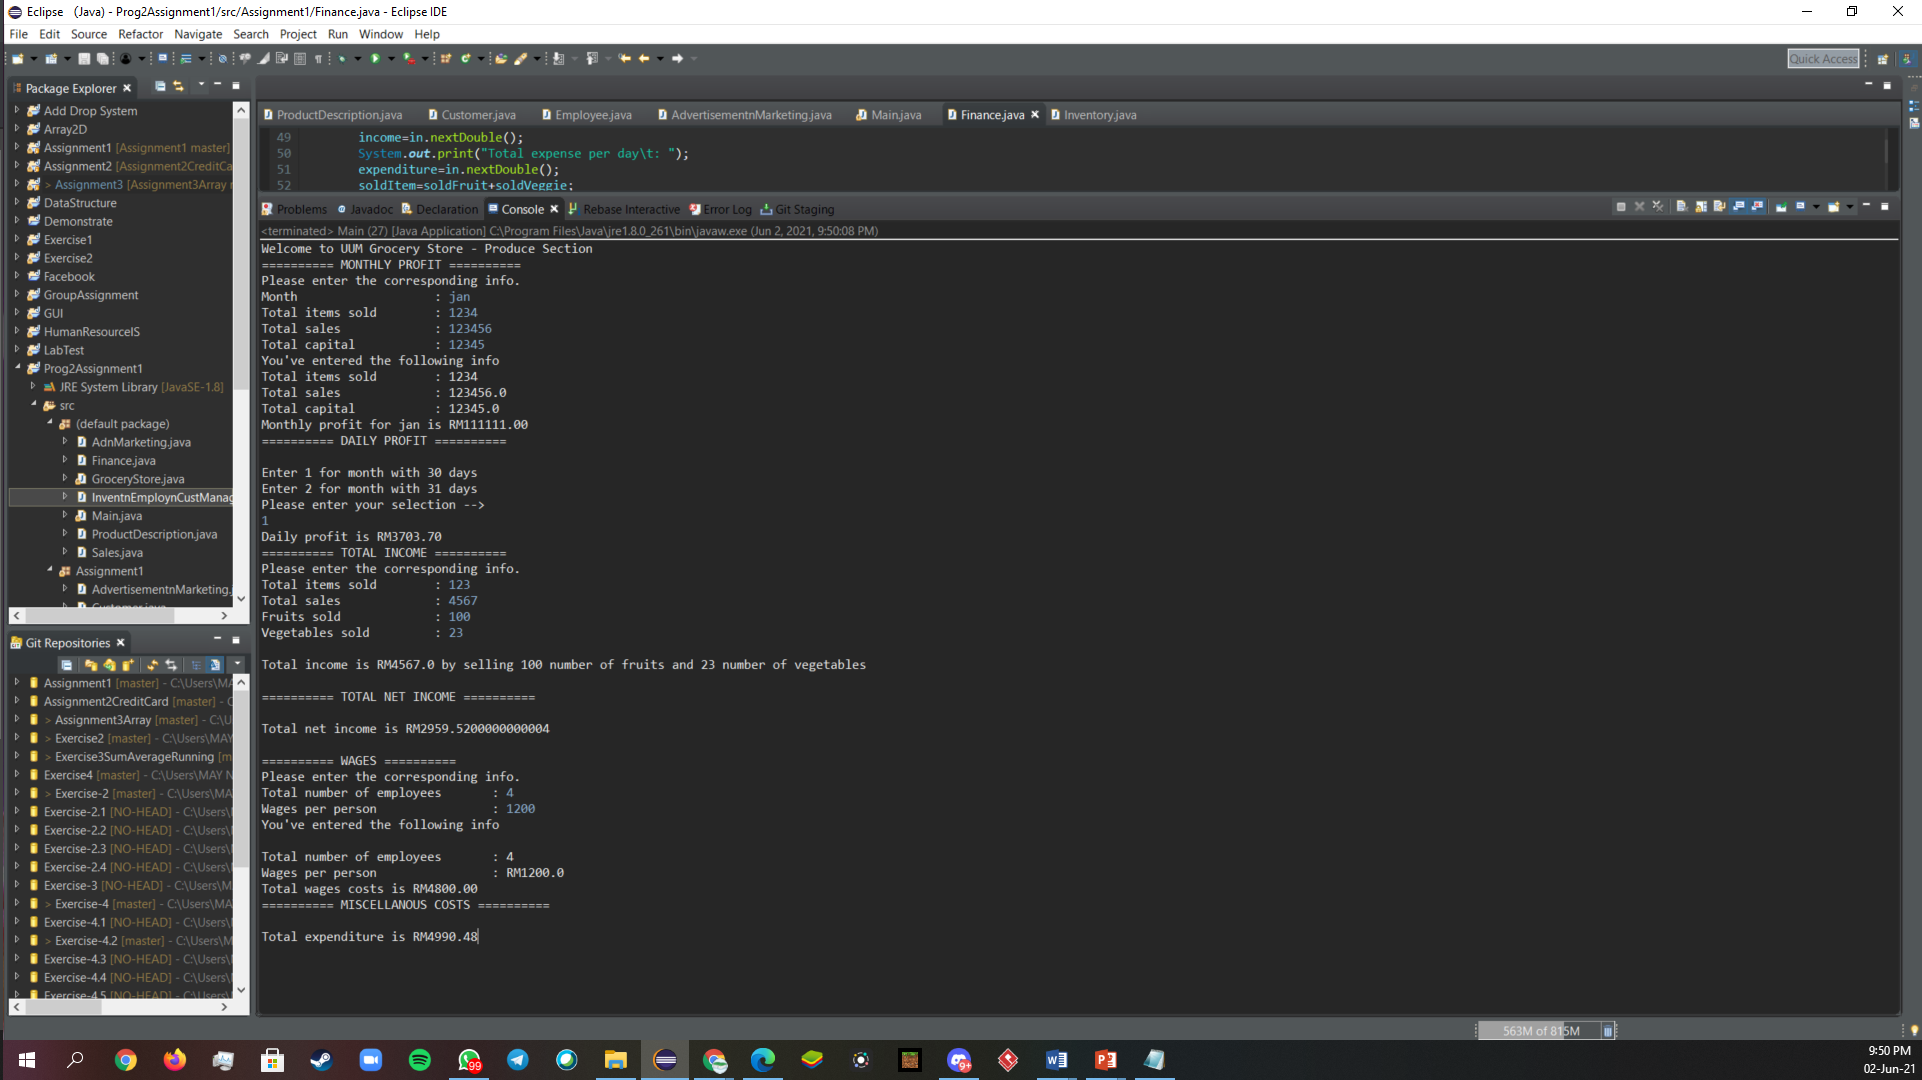 Eclipse (Java) - Prog2Assignment1/src/Assignment1/Finance.java - Eclipse IDE
File Edit Source Refactor Navigate Search Project Run Window Help
Quick Access
Package Explorer
Add Drop System
Array2D
Assignment1 [Assignment1 master]
Assignment2 [Assignment2CreditCa
> Assignment3 [Assignment3Array r
DataStructure
Demonstrate
Exercise1
Exercise2
Facebook
GroupAssignment
GUI
HumanResourceIS
LabTest
Prog2Assignment1
JRE System Library [JavaSE-1.8]
src
(default package)
AdnMarketing.java
Finance.java
GroceryStore.java
InventnEmploynCustManag
Main.java
ProductDescription.java
Sales.java
Assignment1
AdvertisementnMarketing.j
Customer.java
Git Repositories
Assignment1 [master] - C:\Users\MA
Assignment2CreditCard [master] - C
> Assignment3Array [master] - C:\U
> Exercise2 [master] - C:\Users\MAY
> Exercise3SumAverageRunning [m
Exercise4 [master] - C:\Users\MAY N
> Exercise-2 [master] - C:\Users\MA
Exercise-2.1 [NO-HEAD] - C:\Users\
Exercise-2.2 [NO-HEAD] - C:\Users\
Exercise-2.3 [NO-HEAD] - C:\Users\
Exercise-2.4 [NO-HEAD] - C:\Users\
Exercise-3 [NO-HEAD] - C:\Users\MA
> Exercise-4 [master] - C:\Users\MA
Exercise-4.1 [NO-HEAD] - C:\Users\
> Exercise-4.2 [master] - C:\Users\M
Exercise-4.3 [NO-HEAD] - C:\Users\
Exercise-4.4 [NO-HEAD] - C:\Users\
Exercise-4.5 [NO-HEAD] - C:\Users\
ProductDescription.java Customer.java Employee.java AdvertisementnMarketing.java Main.java Finance.java Inventory.java
49 income=in.nextDouble();
50 System.out.print("Total expense per day\t: ");
51 expenditure=in.nextDouble();
52 soldItem=soldFruit+soldVeggie;
Problems Javadoc Declaration Console Rebase Interactive Error Log Git Staging
<terminated> Main (27) [Java Application] C:\Program Files\Java\jre1.8.0_261\bin\javaw.exe (Jun 2, 2021, 9:50:08 PM)
Welcome to UUM Grocery Store - Produce Section
========== MONTHLY PROFIT ==========
Please enter the corresponding info.
Month : jan
Total items sold : 1234
Total sales : 123456
Total capital : 12345
You've entered the following info
Total items sold : 1234
Total sales : 123456.0
Total capital : 12345.0
Monthly profit for jan is RM111111.00
========== DAILY PROFIT ==========
Enter 1 for month with 30 days
Enter 2 for month with 31 days
Please enter your selection -->
1
Daily profit is RM3703.70
========== TOTAL INCOME ==========
Please enter the corresponding info.
Total items sold : 123
Total sales : 4567
Fruits sold : 100
Vegetables sold : 23
Total income is RM4567.0 by selling 100 number of fruits and 23 number of vegetables
========== TOTAL NET INCOME ==========
Total net income is RM2959.5200000000004
========== WAGES ==========
Please enter the corresponding info.
Total number of employees : 4
Wages per person : 1200
You've entered the following info
Total number of employees : 4
Wages per person : RM1200.0
Total wages costs is RM4800.00
========== MISCELLANOUS COSTS ==========
Total expenditure is RM4990.48
563M of 815M
99
9+
9:50 PM
02-Jun-21